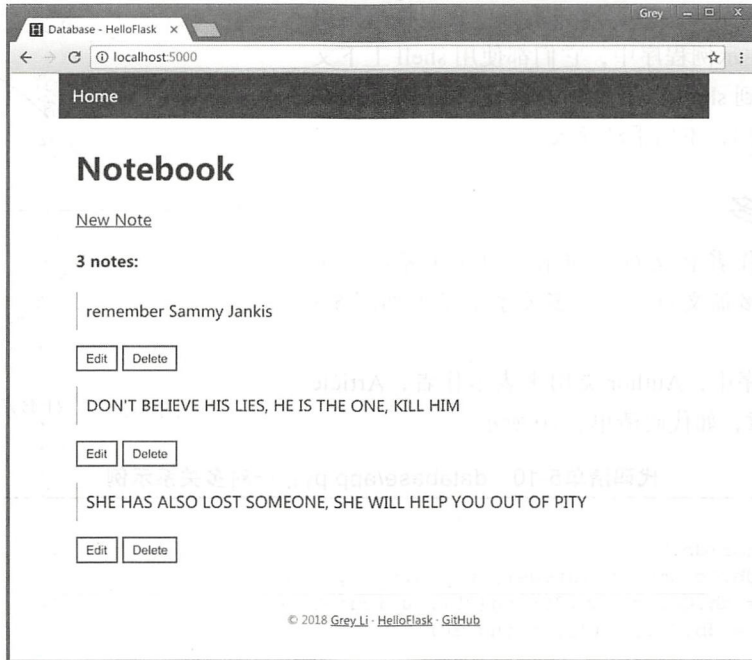 Grey
Database - HelloFlask
localhost:5000
Home
Notebook
New Note
3 notes:
remember Sammy Jankis
Edit Delete
DON'T BELIEVE HIS LIES, HE IS THE ONE, KILL HIM
Edit Delete
SHE HAS ALSO LOST SOMEONE, SHE WILL HELP YOU OUT OF PITY
Edit Delete
© 2018 Grey Li · HelloFlask · GitHub